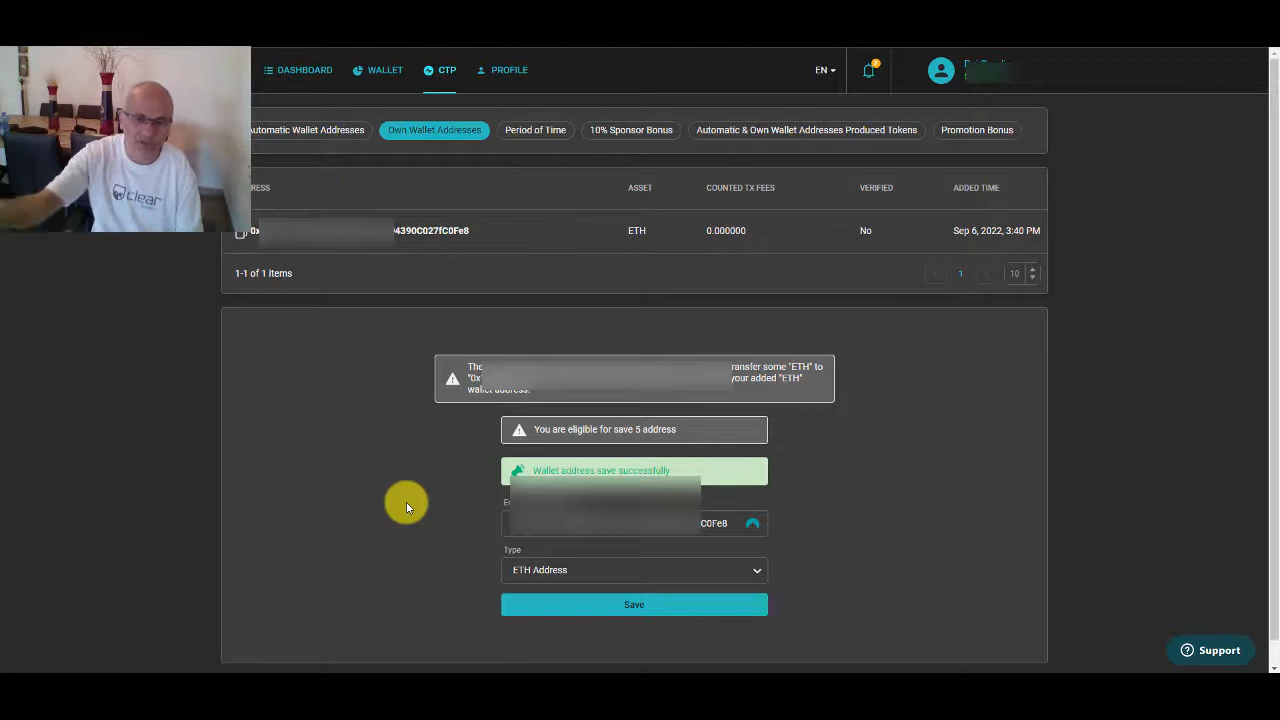 DASHBOARD WALLET CTP PROFILE EN
Automatic Wallet Addresses Own Wallet Addresses Period of Time 10% Sponsor Bonus Automatic & Own Wallet Addresses Produced Tokens Promotion Bonus
ASSET COUNTED TX FEES VERIFIED ADDED TIME
4390C027fC0Fe8 ETH 0.000000 No Sep 6, 2022, 3:40 PM
1-1 of 1 items 1 10
clear
The ransfer some "ETH" to
"0x your added "ETH"
wallet address.
You are eligible for save 5 address
Wallet address save successfully
C0Fe8
Type
ETH Address
Save
Support